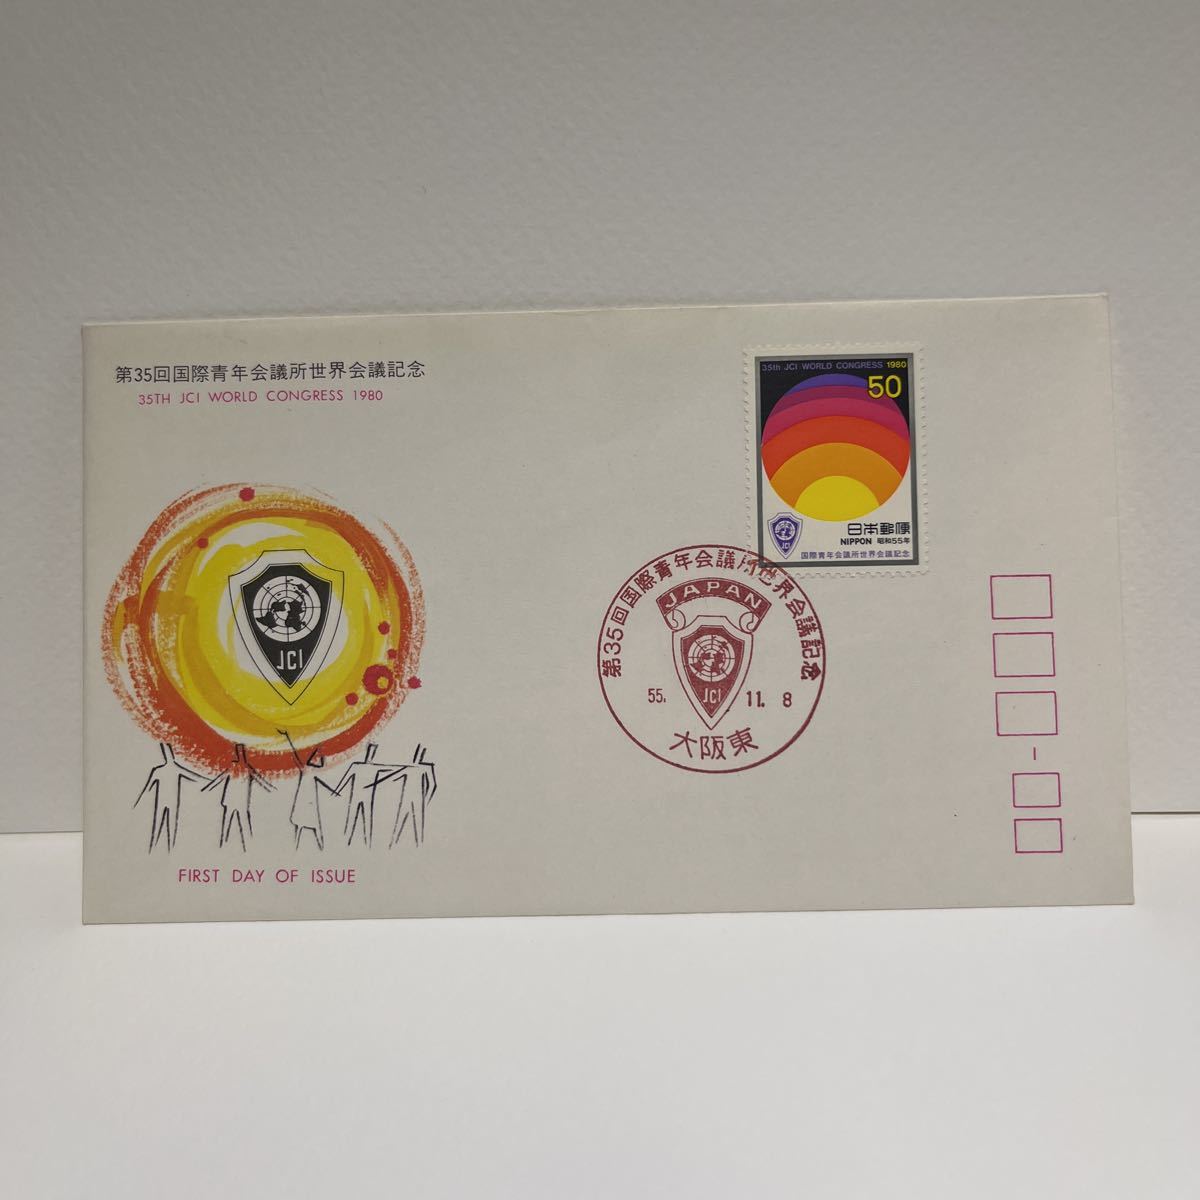 第35回国際青年会議所世界会議記念
35TH JCI WORLD CONGRESS 1980
JCI
FIRST DAY OF ISSUE
35th JCI WORLD CONGRESS 1980
50
日本郵便
NIPPON 昭和55年
JCI
国際青年会議所世界会議記念
第35回国際青年会議所世界会議記念
JAPAN
JCI
55. 11. 8
大阪東